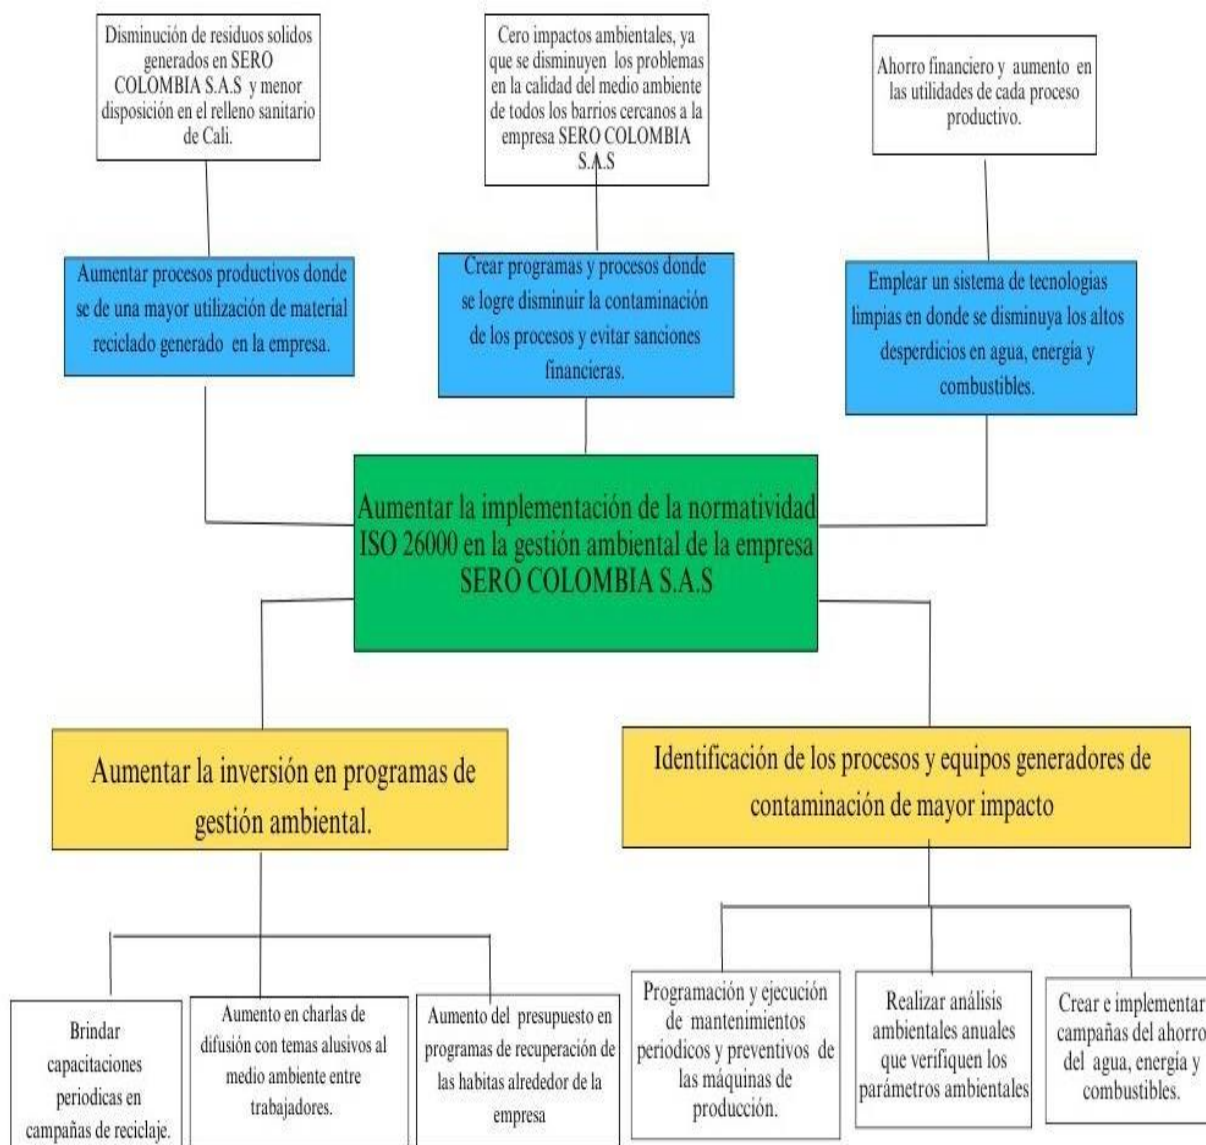 Disminución de residuos solidos
generados en SERO
COLOMBIA S.A.S y menor
disposición en el relleno sanitario
de Cali.
Cero impactos ambientales, ya
que se disminuyen los problemas
en la calidad del medio ambiente
de todos los barrios cercanos a la
empresa SERO COLOMBIA
S.A.S
Ahorro financiero y aumento en
las utilidades de cada proceso
productivo.
Aumentar procesos productivos donde
se de una mayor utilización de material
reciclado generado en la empresa.
Crear programas y procesos donde
se logre disminuir la contaminación
de los procesos y evitar sanciones
financieras.
Emplear un sistema de tecnologias
limpias en donde se disminuya los altos
desperdicios en agua, energía y
combustibles.
Aumentar la implementación de la normatividad
ISO 26000 en la gestión ambiental de la empresa
SERO COLOMBIA S.A.S
Aumentar la inversión en programas de
gestión ambiental.
Identificación de los procesos y equipos generadores de
contaminación de mayor impacto
Brindar
capacitaciones
periodicas en
campañas de reciclaje.
Aumento en charlas de
difusión con temas alusivos al
medio ambiente entre
trabajadores.
Aumento del presupuesto en
programas de recuperación de
las habitas alrededor de la
empresa
Programación y ejecución
de mantenimientos
periodicos y preventivos de
las máquinas de
producción.
Realizar análisis
ambientales anuales
que verifiquen los
parámetros ambientales
Crear e implementar
campañas del ahorro
del agua, energía y
combustibles.